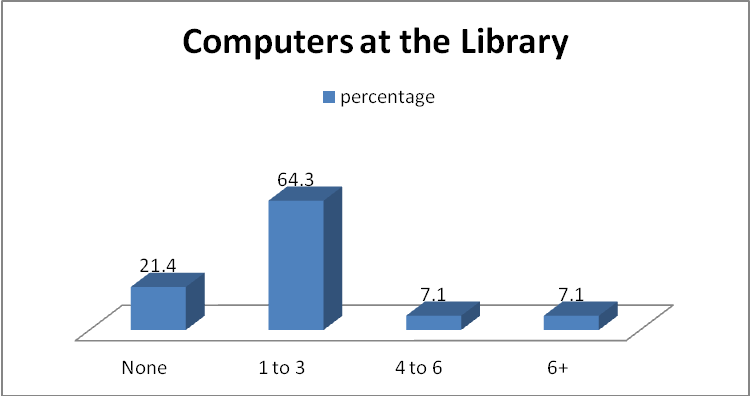 Computers at the Library
percentage
64.3
21.4
7.1 7.1
None 1 to 3 4 to 6 6+